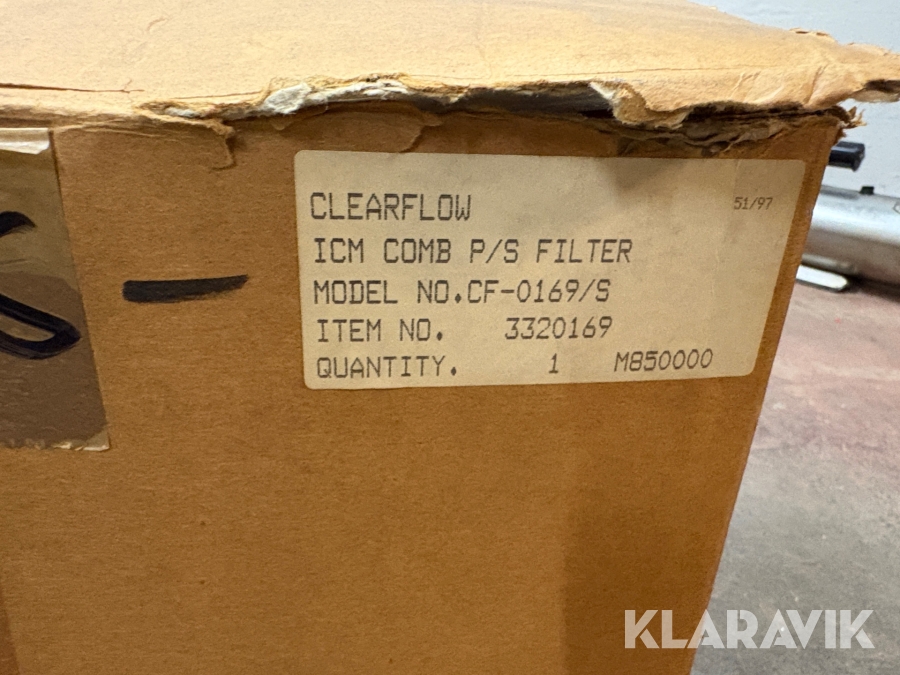 CLEARFLOW 51/97
ICM COMB P/S FILTER
MODEL NO.CF-0169/S
ITEM NO. 3320169
QUANTITY. 1 M850000
KLARAVIK